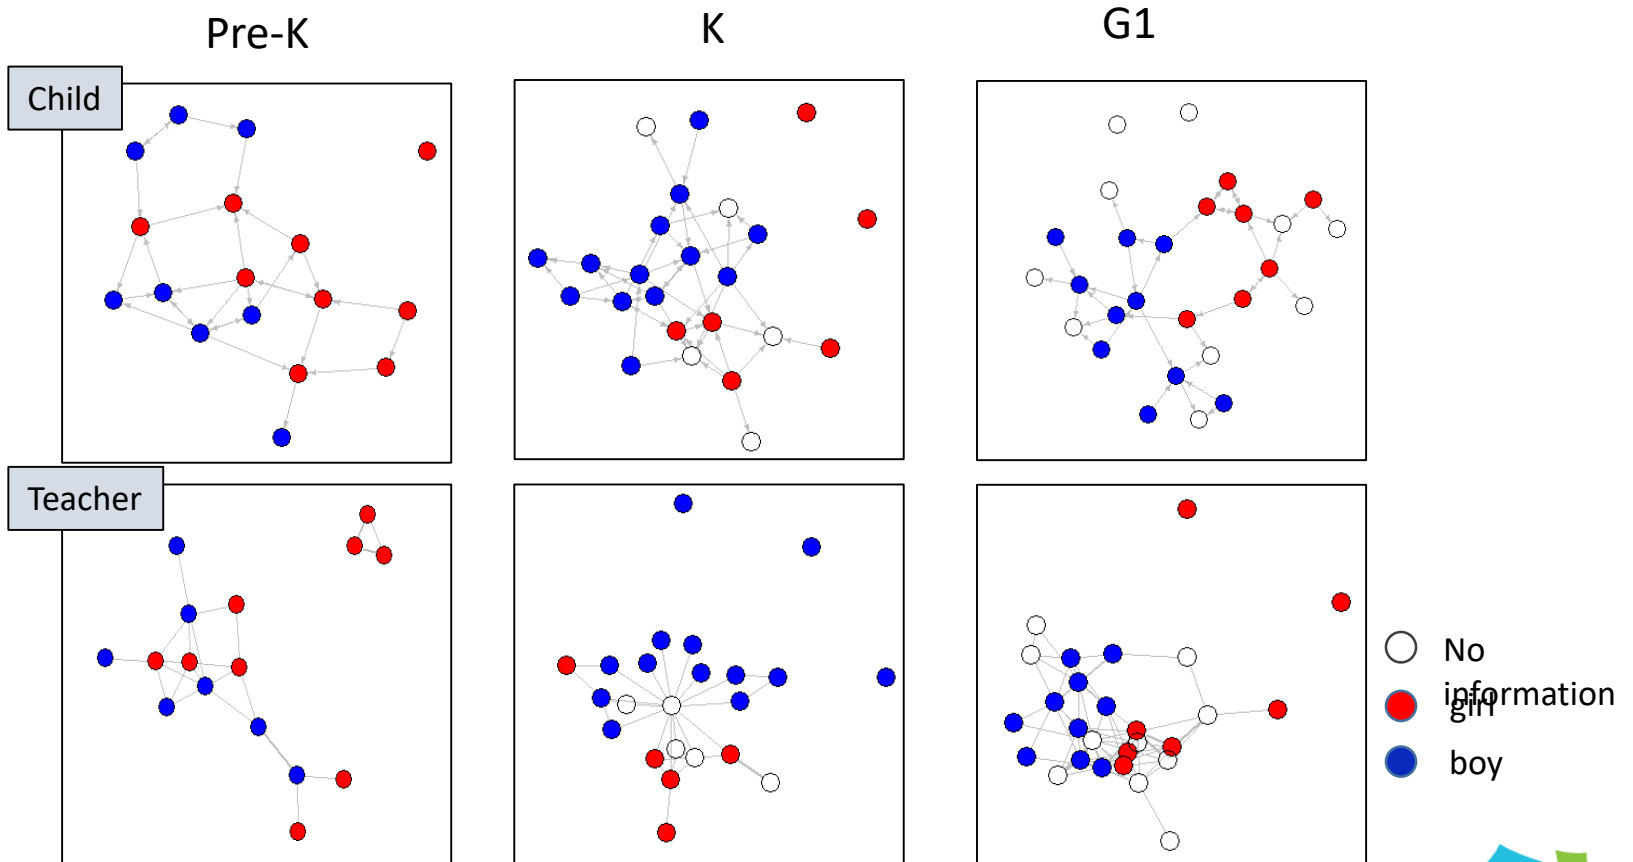 Pre-K
K
G1
Child
Teacher
No
information
girl
boy